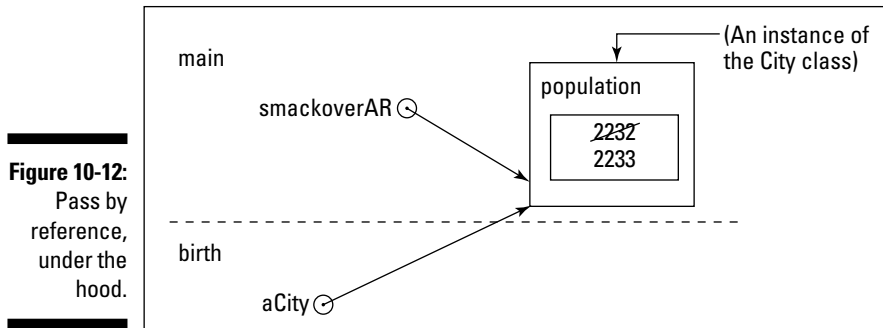 Figure 10-12:
Pass by
reference,
under the
hood.
main
smackoverAR
population
2232
2233
(An instance of
the City class)
birth
aCity